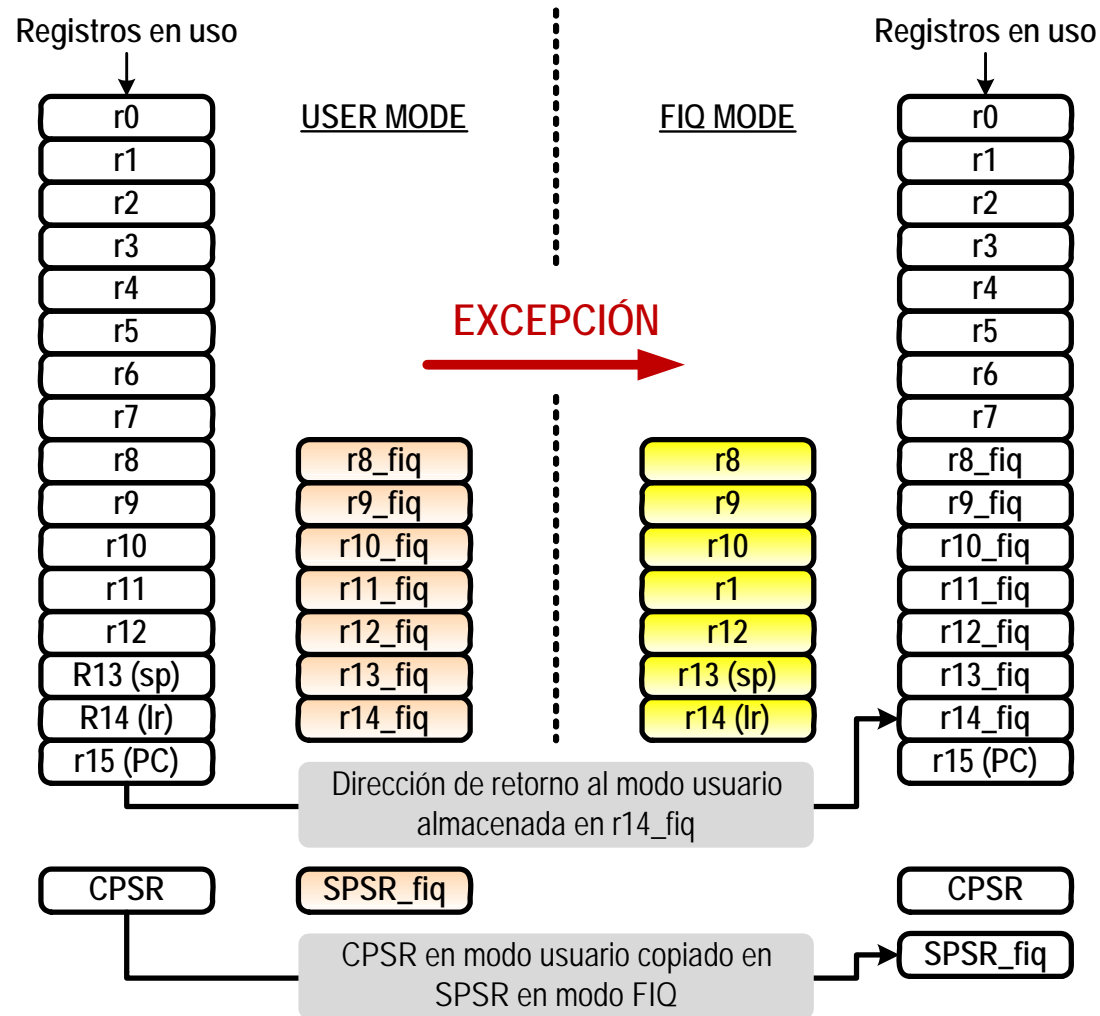 Registros en uso
Registros en uso
USER MODE
FIQ MODE
r0
r1
r2
r3
r4
r5
r6
r7
r8
r9
r10
r11
r12
R13 (sp)
R14 (lr)
r15 (PC)
EXCEPCIÓN
r8_fiq
r9_fiq
r10_fiq
r11_fiq
r12_fiq
r13_fiq
r14_fiq
r8
r9
r10
r1
r12
r13 (sp)
r14 (lr)
r0
r1
r2
r3
r4
r5
r6
r7
r8_fiq
r9_fiq
r10_fiq
r11_fiq
r12_fiq
r13_fiq
r14_fiq
r15 (PC)
Dirección de retorno al modo usuario
almacenada en r14_fiq
CPSR
SPSR_fiq
CPSR
CPSR en modo usuario copiado en
SPSR en modo FIQ
SPSR_fiq